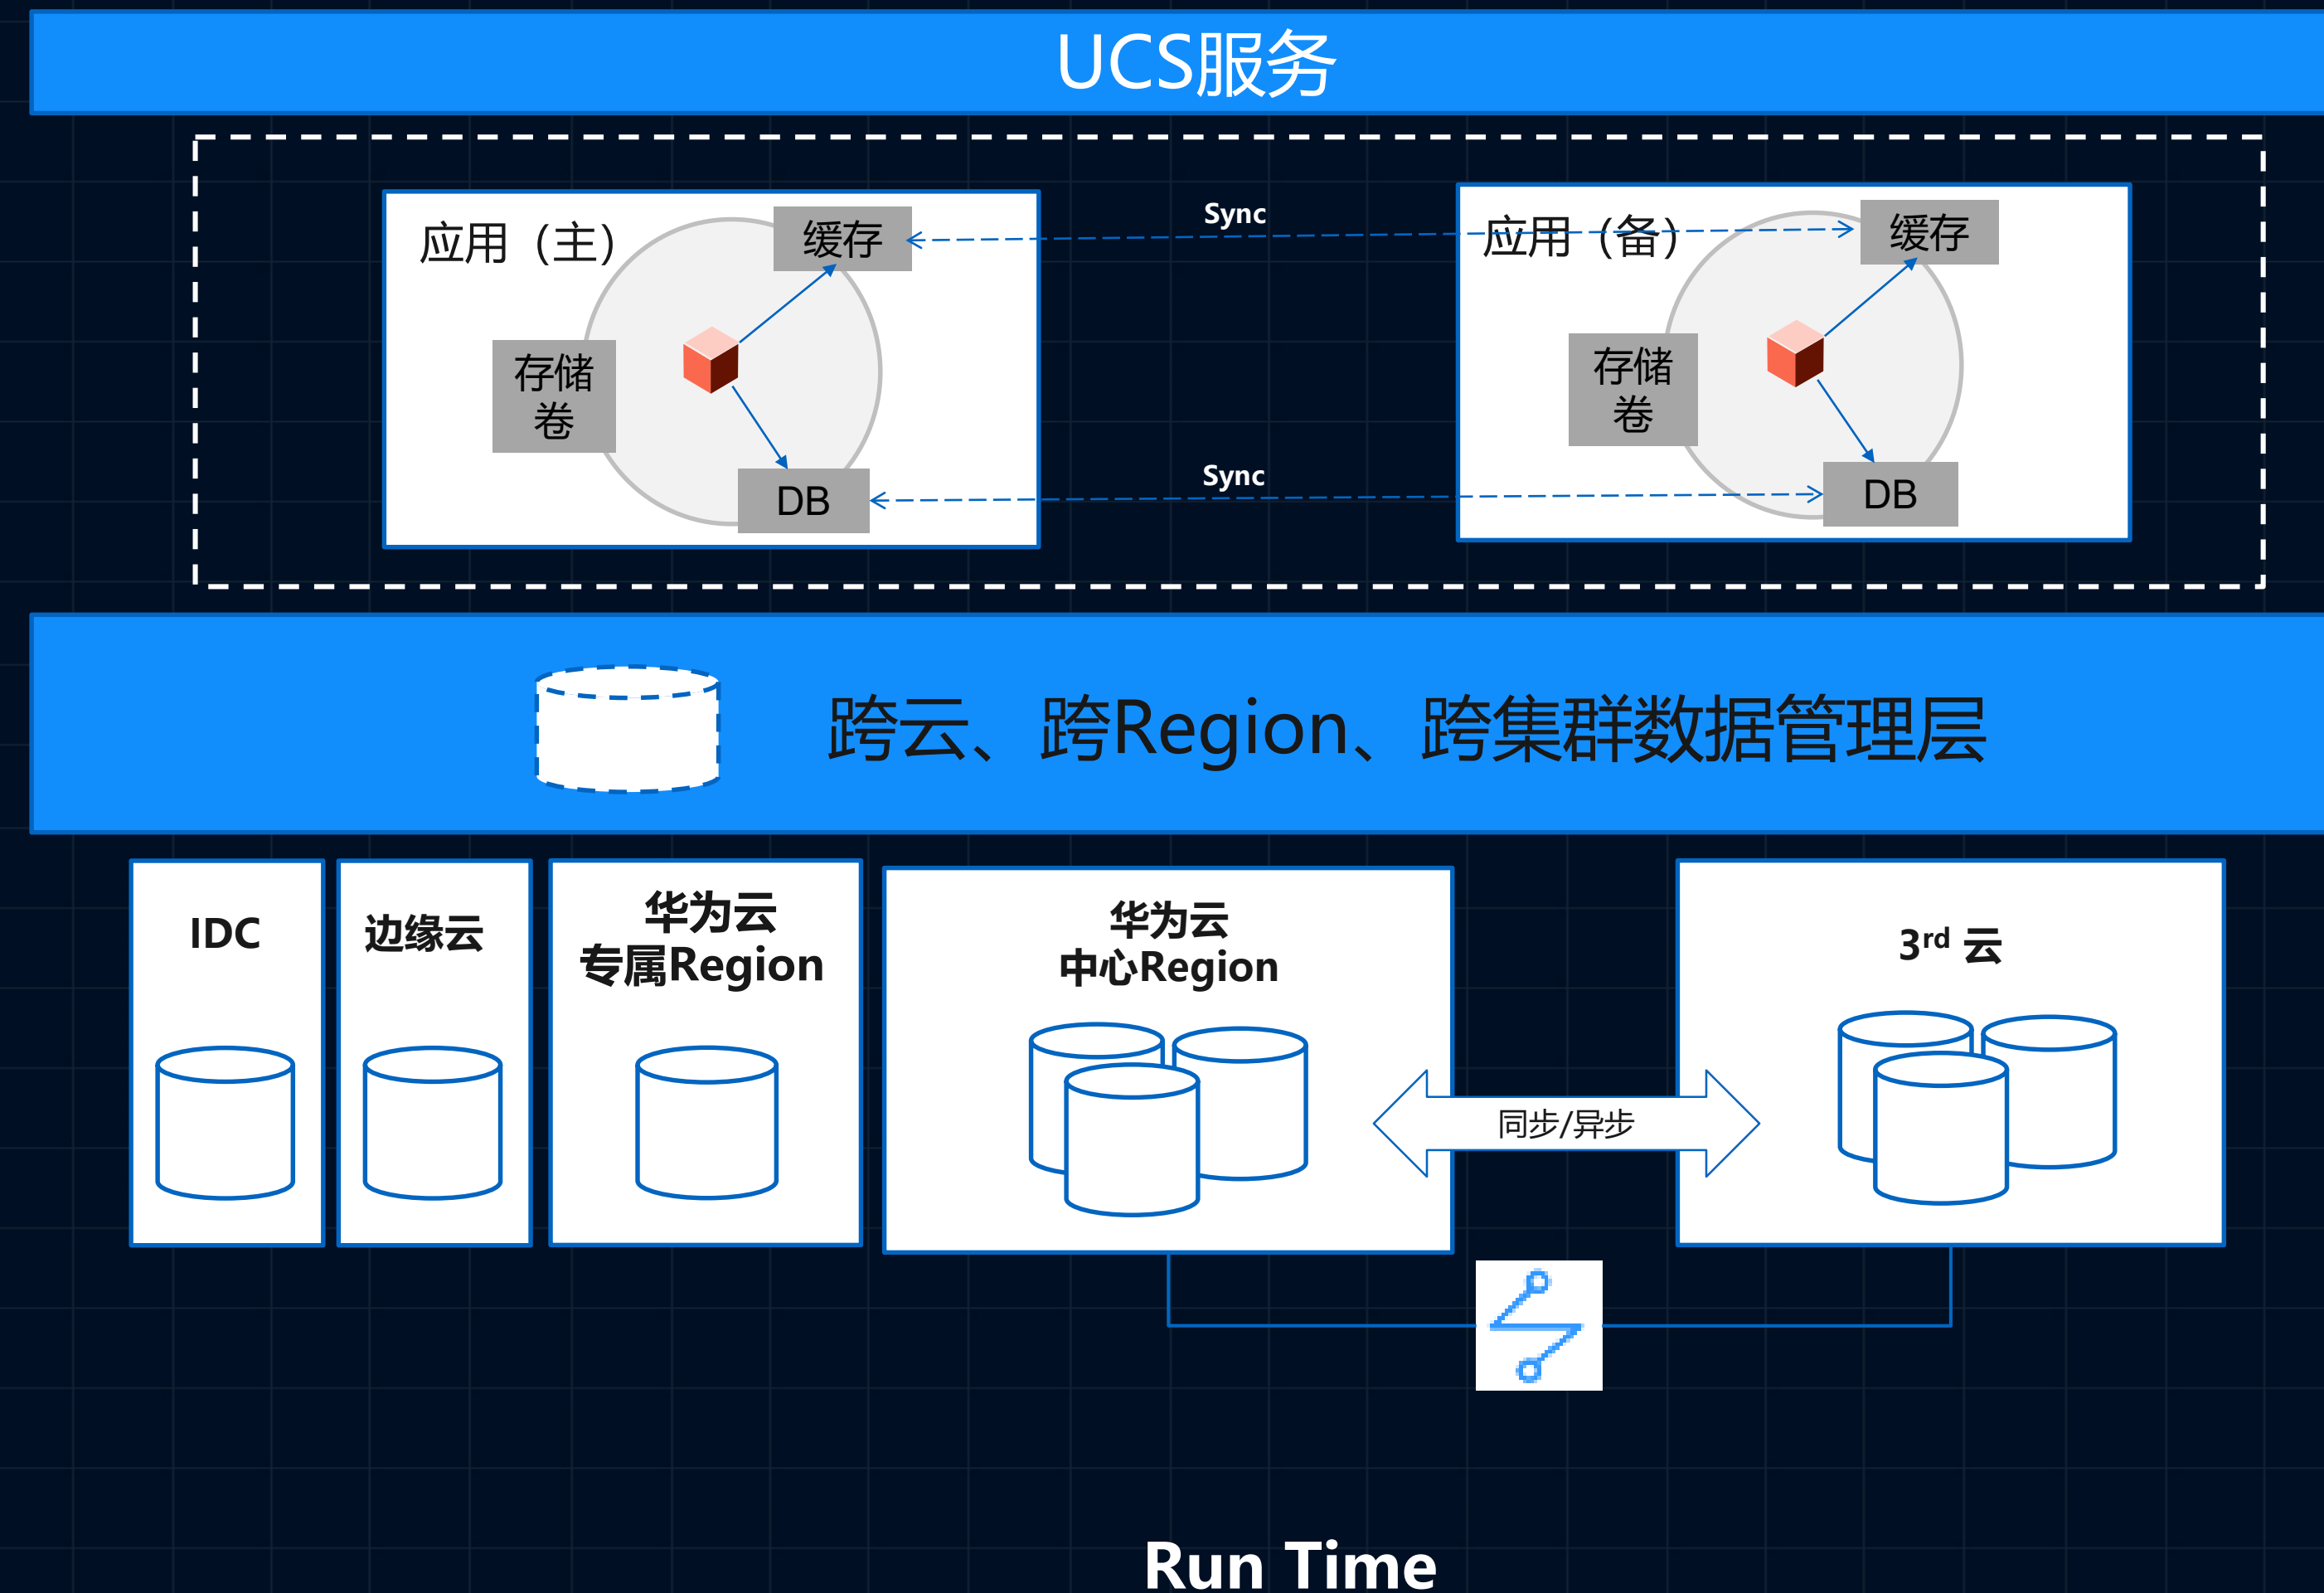 UCS服务
应用（主）
缓存
存储
卷
DB
Sync
Sync
应用（备）
缓存
存储
卷
DB
跨云、跨Region、跨集群数据管理层
IDC
边缘云
华为云
专属Region
华为云
中心Region
同步/异步
3rd 云
Run Time